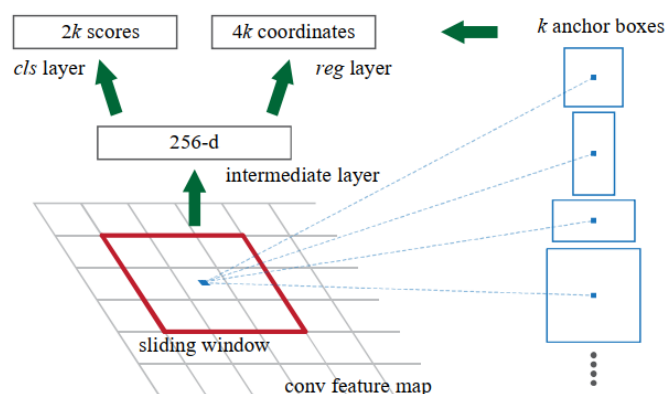 2k scores
4k coordinates
k anchor boxes
cls layer
reg layer
256-d
intermediate layer
sliding window
conv feature map